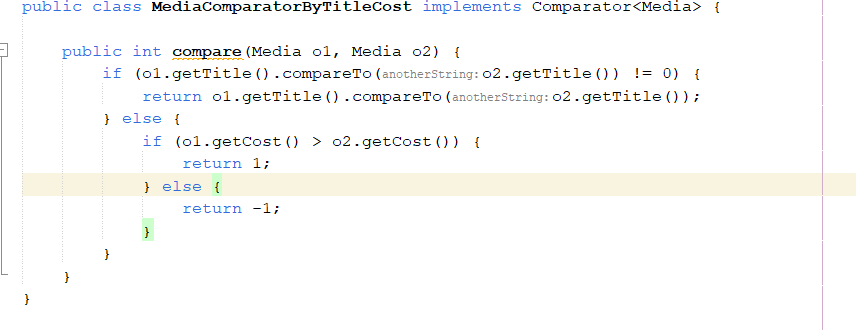 public class MediaComparatorByTitleCost implements Comparator<Media> {
public int compare(Media o1, Media o2) {
if (o1.getTitle().compareTo(anotherString: o2.getTitle()) != 0) {
return o1.getTitle().compareTo(anotherString: o2.getTitle());
} else {
if (o1.getCost() > o2.getCost()) {
return 1;
} else {
return -1;
}
}
}
}